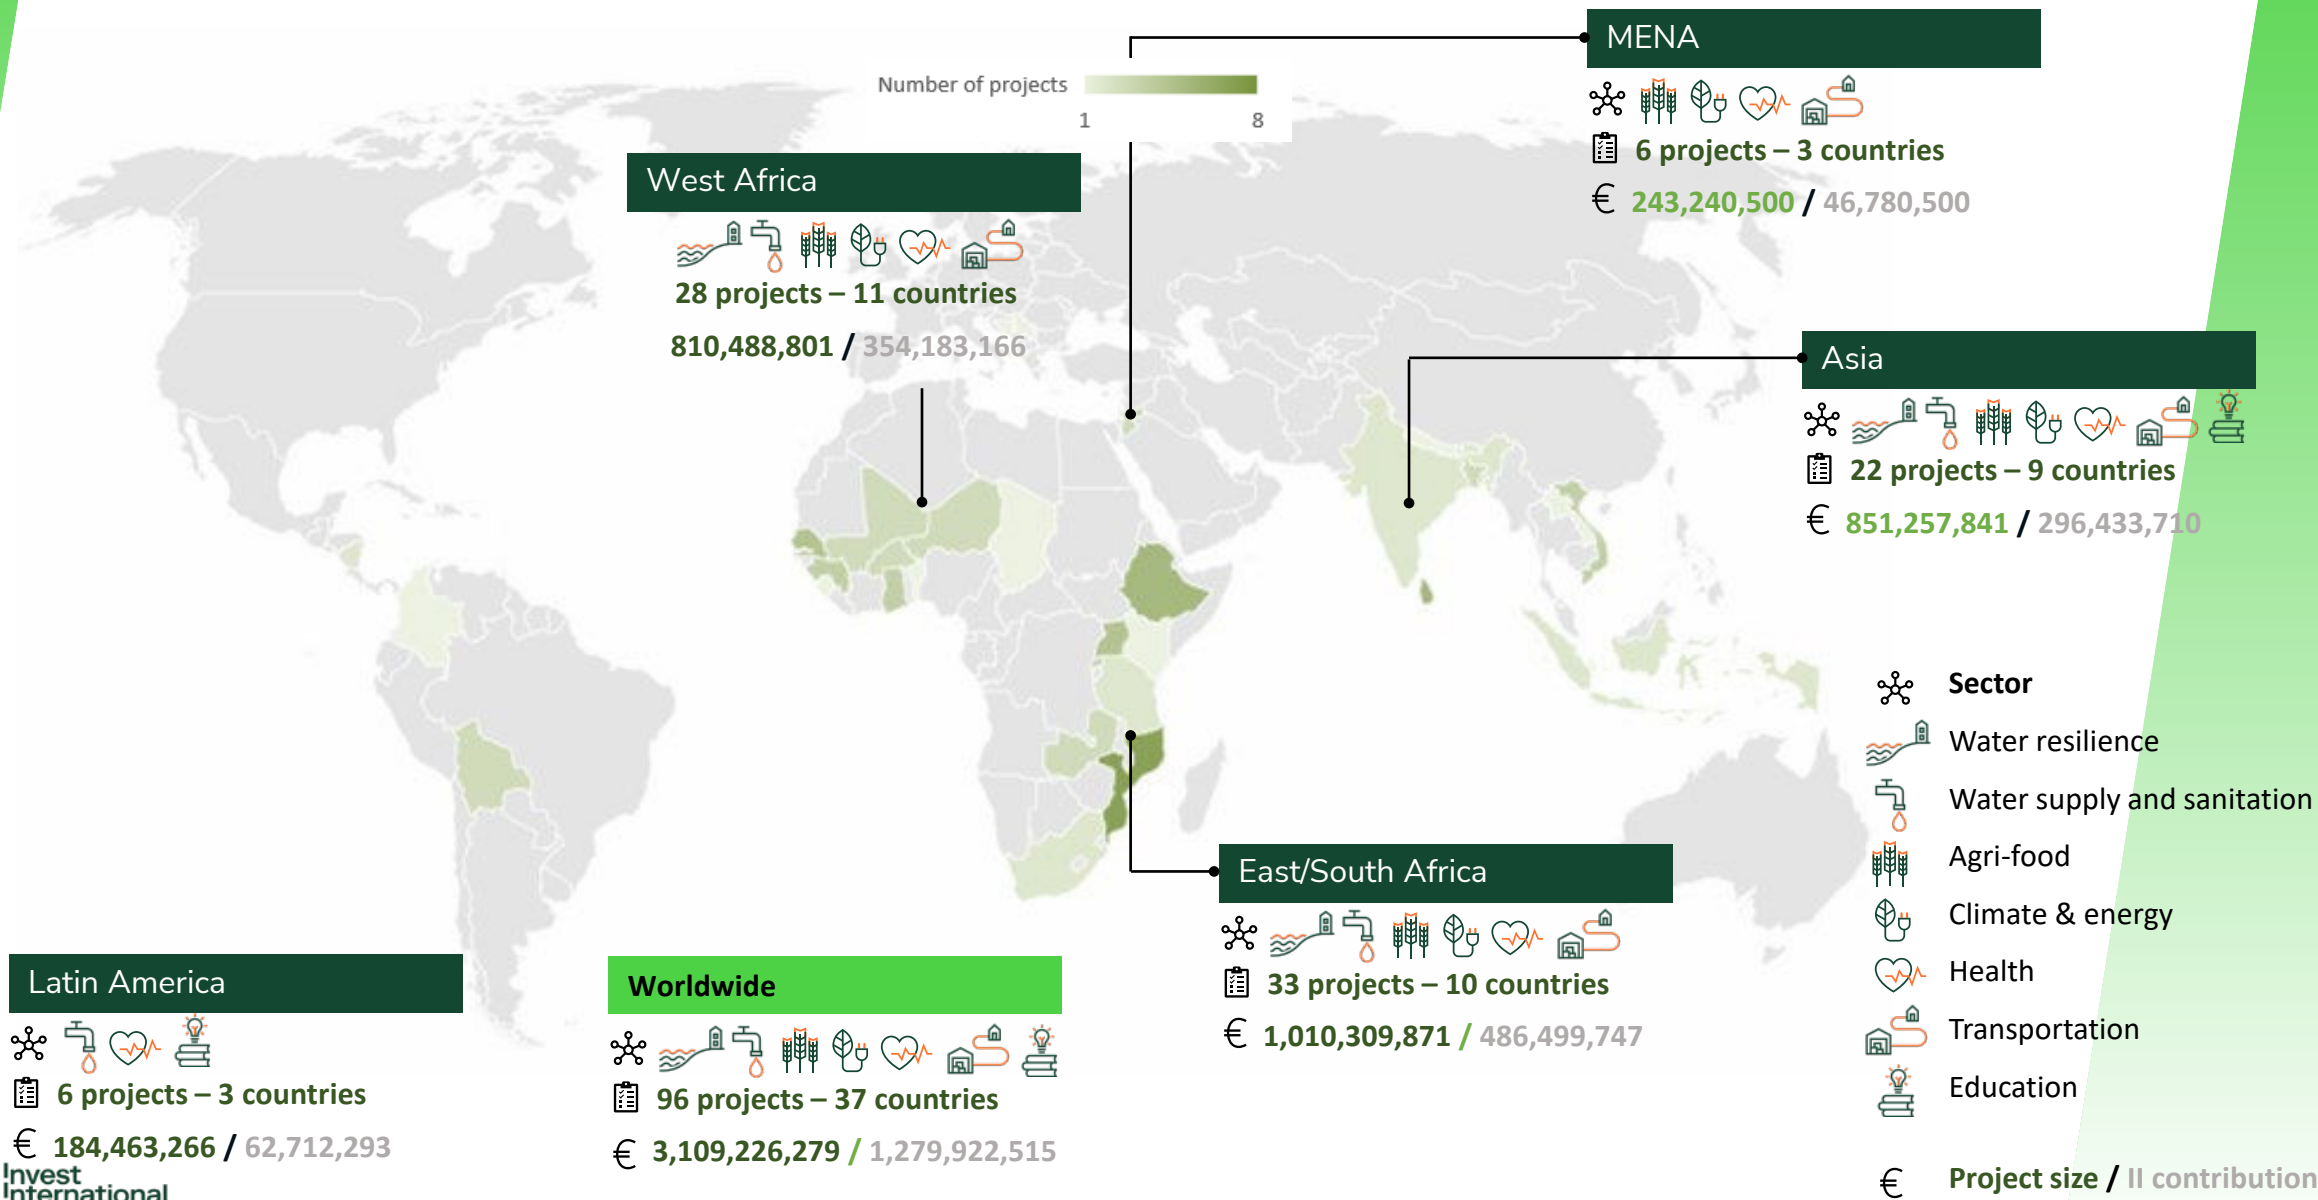 MENA
6 projects – 3 countries
€ 243,240,500 / 46,780,500
Number of projects
1 8
West Africa
28 projects – 11 countries
810,488,801 / 354,183,166
Asia
22 projects – 9 countries
€ 851,257,841 / 296,433,710
East/South Africa
33 projects – 10 countries
€ 1,010,309,871 / 486,499,747
Latin America
6 projects – 3 countries
€ 184,463,266 / 62,712,293
Worldwide
96 projects – 37 countries
€ 3,109,226,279 / 1,279,922,515
Sector
Water resilience
Water supply and sanitation
Agri-food
Climate & energy
Health
Transportation
Education
€ Project size / II contribution
Invest
International